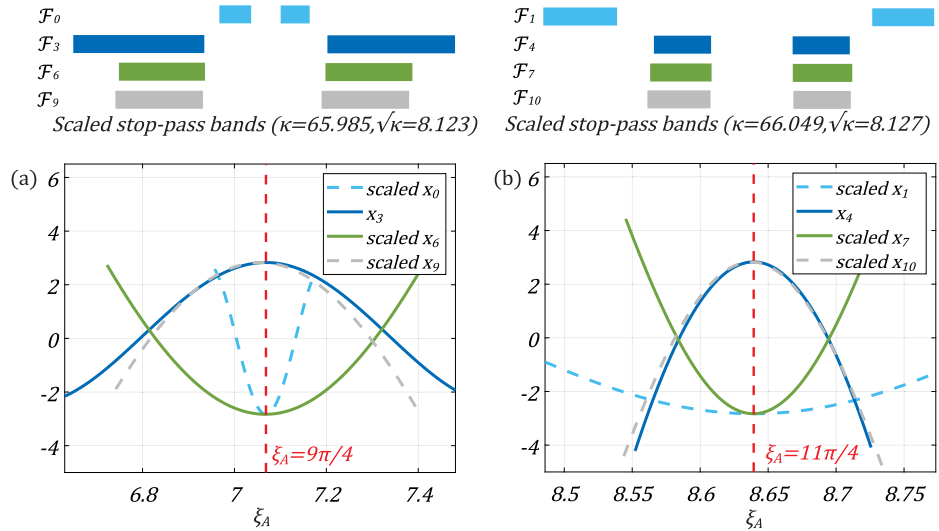 ℱ₀
ℱ₃
ℱ₆
ℱ₉
Scaled stop-pass bands (κ=65.985,√κ=8.123)
ℱ₁
ℱ₄
ℱ₇
ℱ₁₀
Scaled stop-pass bands (κ=66.049,√κ=8.127)
(a)
6
4
2
0
-2
-4
scaled x₀
x₃
scaled x₆
scaled x₉
ξ_A=9π/4
6.8
7
7.2
7.4
ξ_A
(b)
6
4
2
0
-2
-4
scaled x₁
x₄
scaled x₇
scaled x₁₀
ξ_A=11π/4
8.5
8.55
8.6
8.65
8.7
8.75
ξ_A